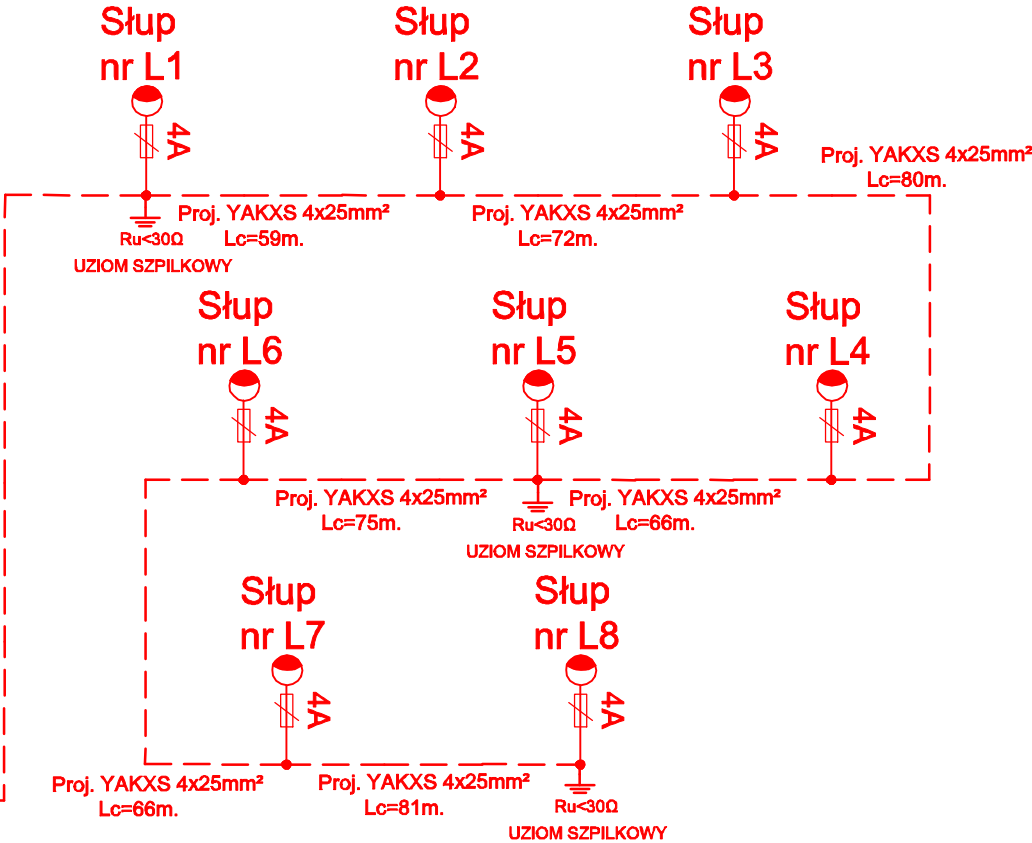 Słup
nr L1
Słup
nr L2
Słup
nr L3
4A
4A
4A
Proj. YAKXS 4x25mm²
Lc=80m.
Proj. YAKXS 4x25mm²
Lc=59m.
Proj. YAKXS 4x25mm²
Lc=72m.
Ru<30Ω
UZIOM SZPILKOWY
Słup
nr L6
Słup
nr L5
Słup
nr L4
4A
4A
4A
Proj. YAKXS 4x25mm²
Lc=75m.
Proj. YAKXS 4x25mm²
Lc=66m.
Ru<30Ω
UZIOM SZPILKOWY
Słup
nr L7
Słup
nr L8
4A
4A
Proj. YAKXS 4x25mm²
Lc=66m.
Proj. YAKXS 4x25mm²
Lc=81m.
Ru<30Ω
UZIOM SZPILKOWY